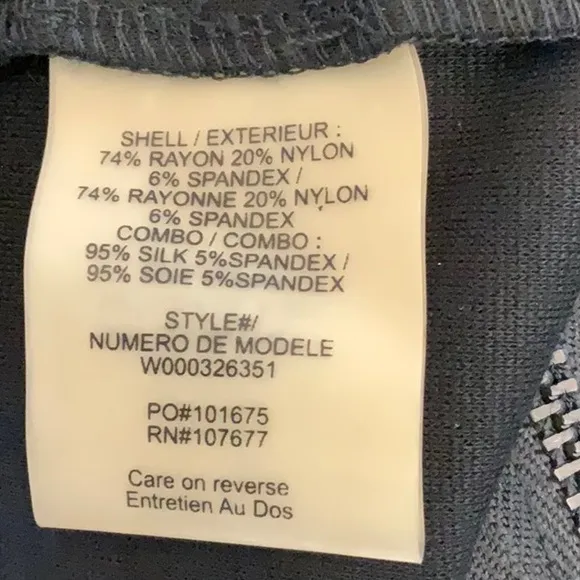 SHELL / EXTERIEUR :
74% RAYON 20% NYLON
6% SPANDEX /
74% RAYONNE 20% NYLON
6% SPANDEX
COMBO / COMBO :
95% SILK 5%SPANDEX /
95% SOIE 5%SPANDEX
STYLE#/
NUMERO DE MODELE
W000326351
PO#101675
RN#107677
Care on reverse
Entretien Au Dos